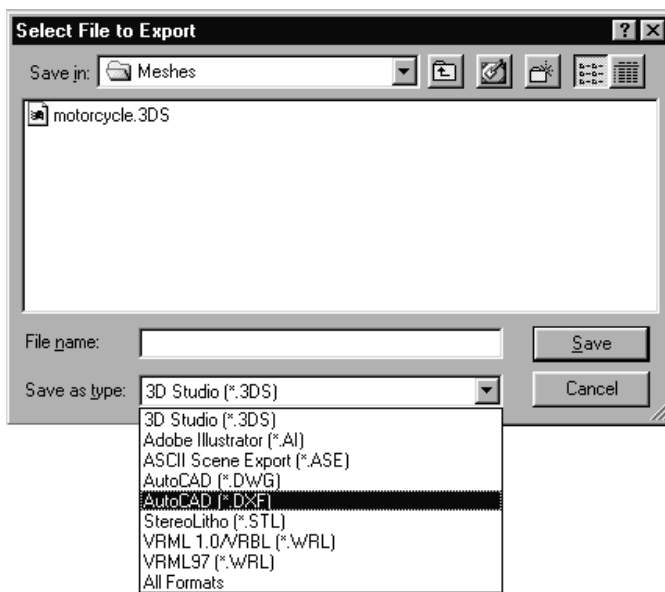 Select File to Export
Save in: Meshes
motorcycle.3DS
File name:
Save
Save as type: 3D Studio (*.3DS)
Cancel
3D Studio (*.3DS)
Adobe Illustrator (*.AI)
ASCII Scene Export (*.ASE)
AutoCAD (*.DWG)
AutoCAD (*.DXF)
StereoLitho (*.STL)
VRML 1.0/VRBL (*.WRL)
VRML97 (*.WRL)
All Formats